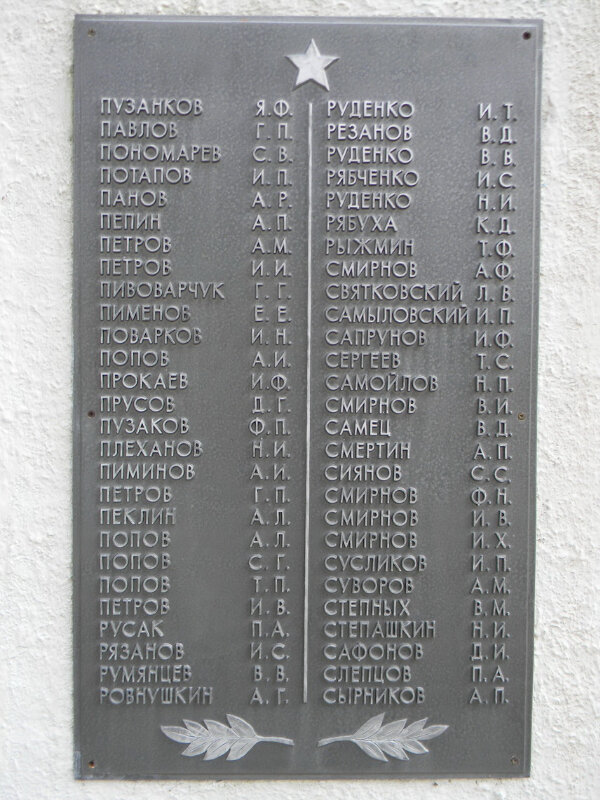 ПУЗАНКОВ Я.Ф.
ПАВЛОВ Г.П.
ПОНОМАРЕВ С.В.
ПОТАПОВ И.П.
ПАНОВ А.Р.
ПЕПИН А.П.
ПЕТРОВ А.М.
ПЕТРОВ И.И.
ПИВОВАРЧУК Г.Г.
ПИМЕНОВ Е.Е.
ПОВАРКОВ И.Н.
ПОПОВ А.И.
ПРОКАЕВ И.Ф.
ПРУСОВ Д.Г.
ПУЗАКОВ Ф.П.
ПЛЕХАНОВ Н.И.
ПИМИНОВ А.И.
ПЕТРОВ Г.П.
ПЕКЛИН А.Л.
ПОПОВ А.Л.
ПОПОВ С.Г.
ПОПОВ Т.П.
ПЕТРОВ И.В.
РУСАК П.А.
РЯЗАНОВ И.С.
РУМЯНЦЕВ В.В.
РОВНУШКИН А.Г.
РУДЕНКО И.Т.
РЕЗАНОВ В.Д.
РУДЕНКО В.В.
РЯБЧЕНКО И.С.
РУДЕНКО Н.И.
РЯБУХА К.Д.
РЫЖМИН Т.Ф.
СМИРНОВ А.Ф.
СВЯТКОВСКИЙ Л.В.
САМЫЛОВСКИЙ И.П.
САПРУНОВ И.Ф.
СЕРГЕЕВ Т.С.
САМОЙЛОВ Н.П.
СМИРНОВ В.И.
САМЕЦ В.Д.
СМЕРТИН А.П.
СИЯНОВ С.С.
СМИРНОВ Ф.Н.
СМИРНОВ И.В.
СМИРНОВ И.Х.
СУСЛИКОВ И.П.
СУВОРОВ А.М.
СТЕПНЫХ В.М.
СТЕПАШКИН Н.И.
САФОНОВ Д.И.
СЛЕПЦОВ П.А.
СЫРНИКОВ А.П.